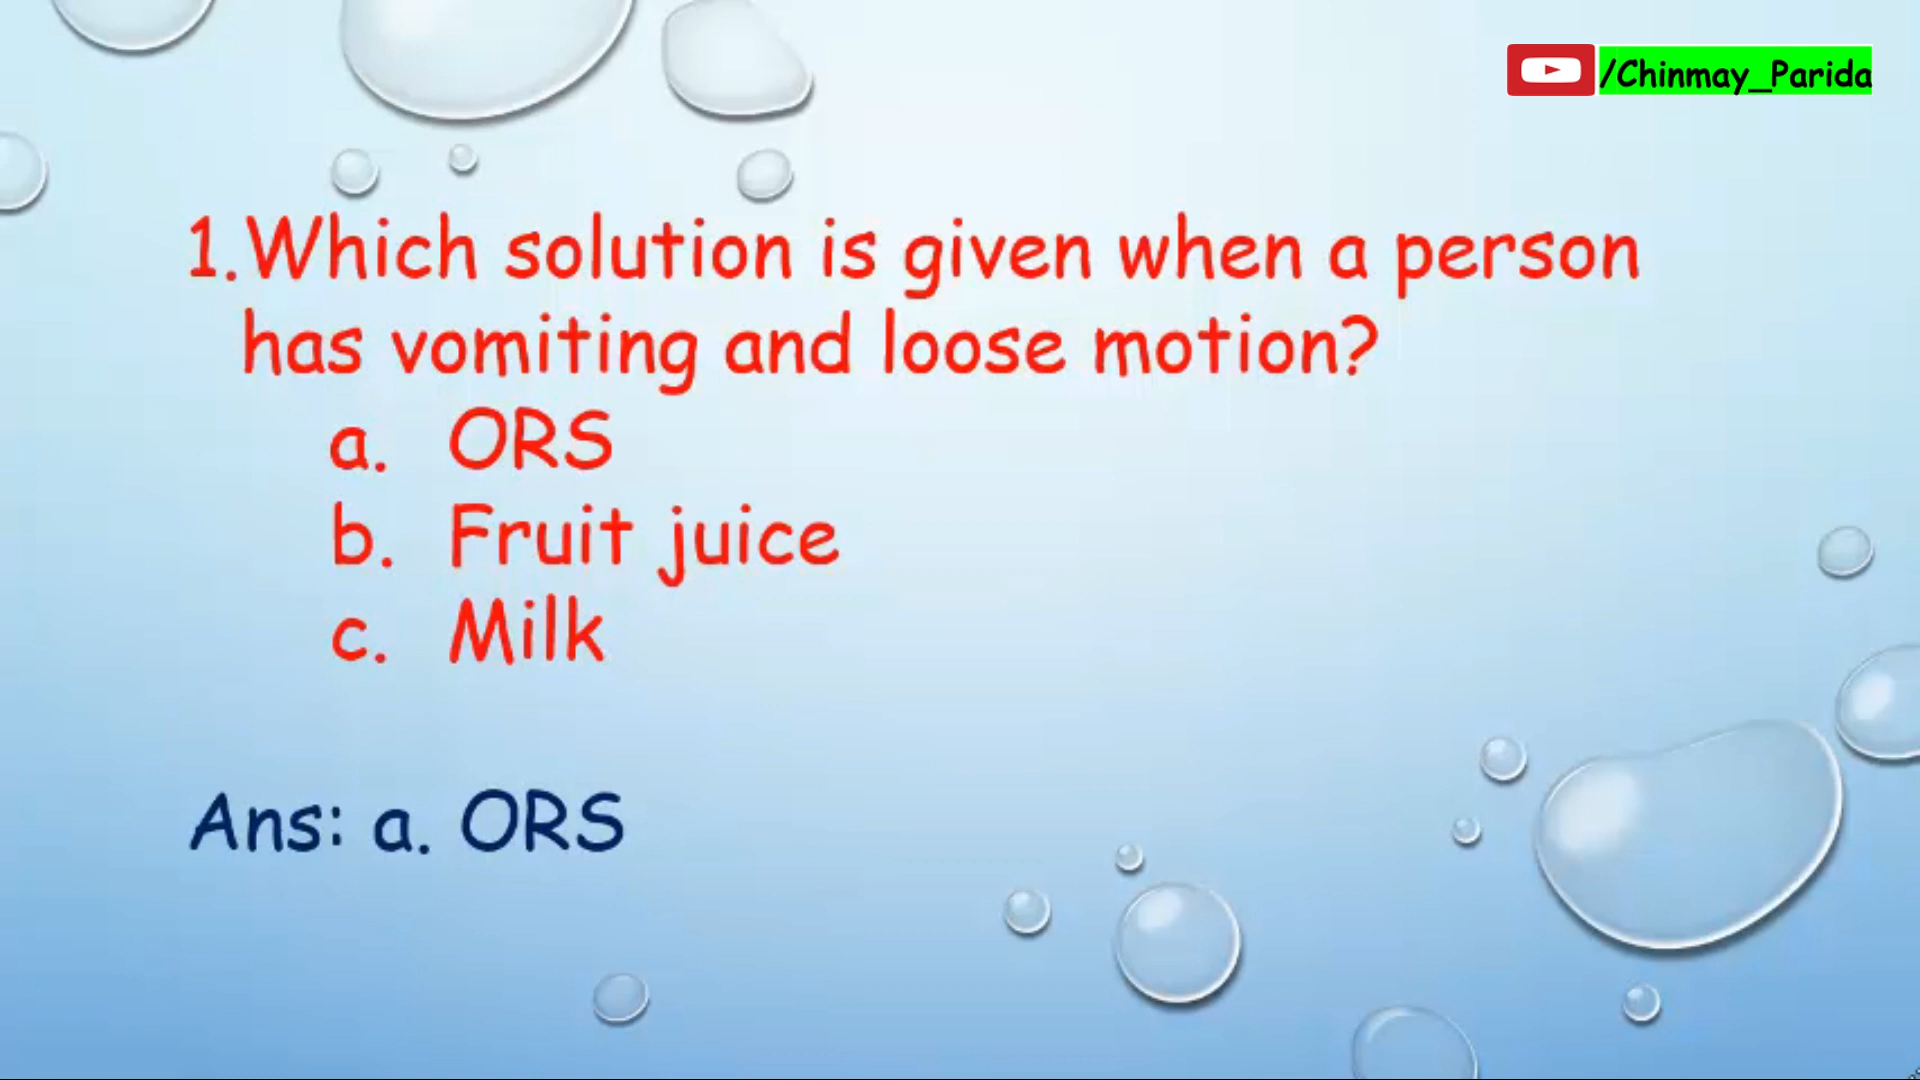 /Chinmay_Parida
1.Which solution is given when a person
has vomiting and loose motion?
a. ORS
b. Fruit juice
c. Milk
Ans: a. ORS